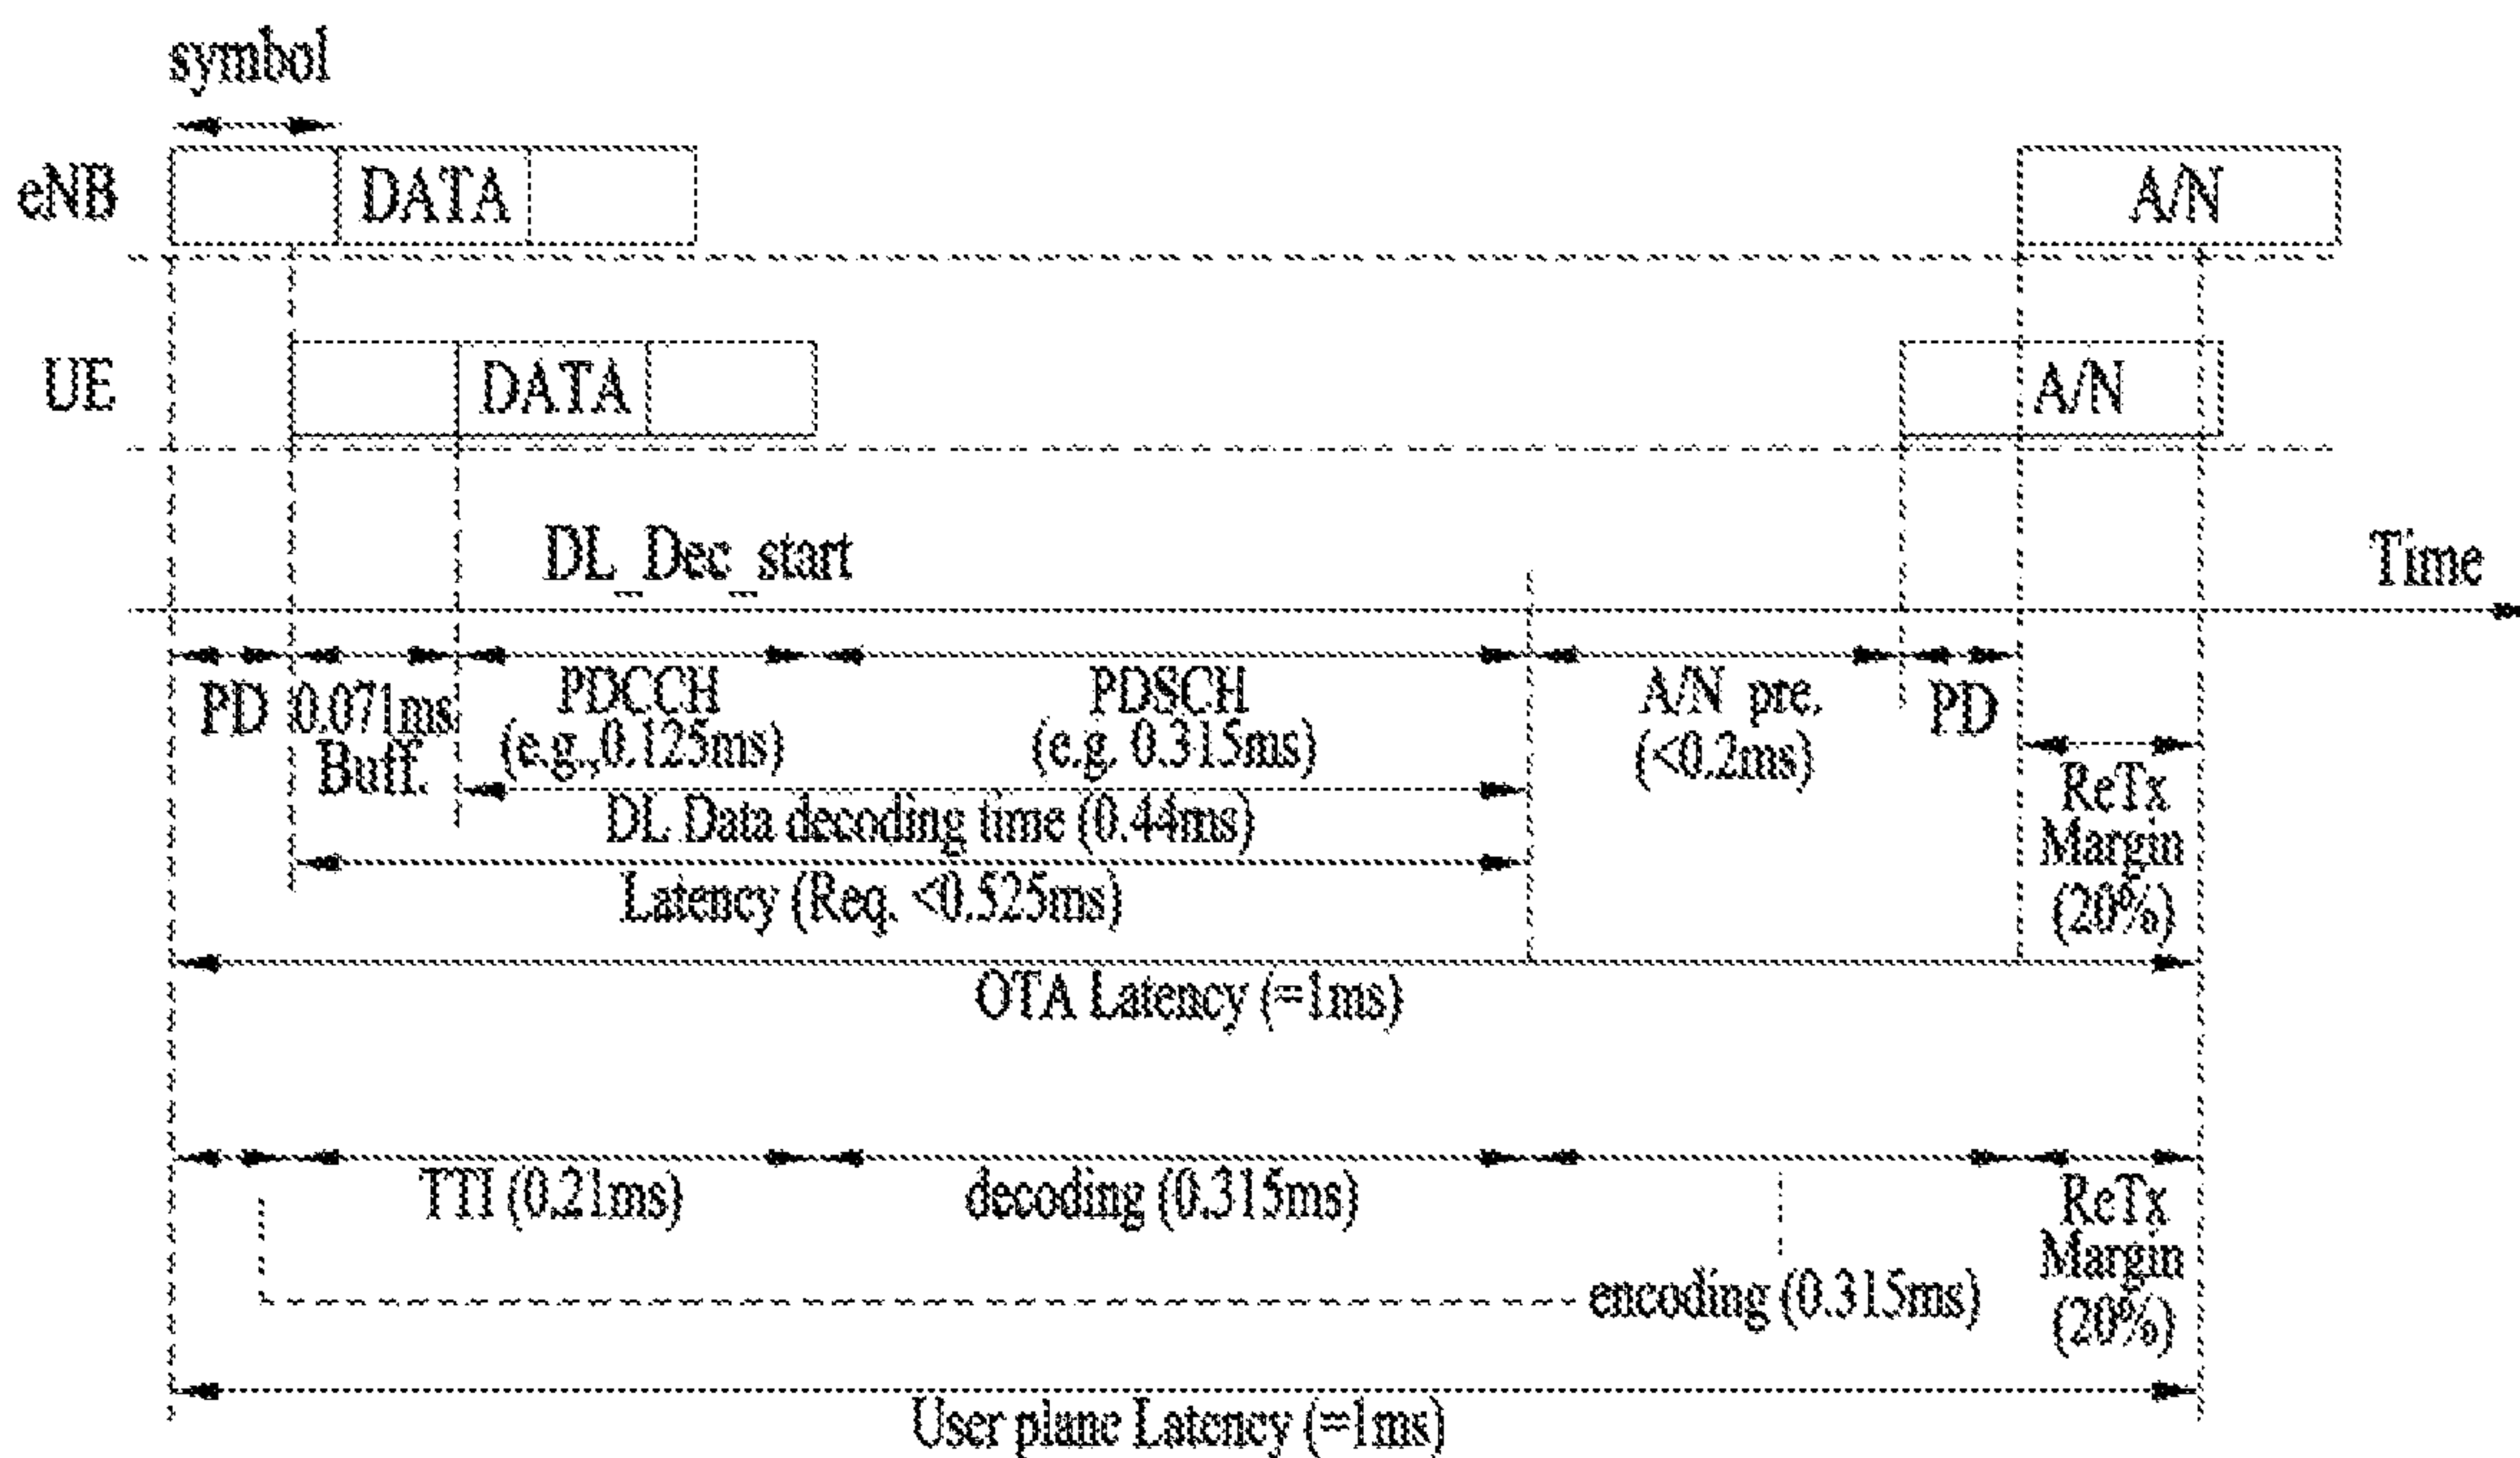 symbol
eNB
DATA
A/N
UE
DATA
A/N
DL_Dec_start
Time
PD
0.071ms
Buff.
PDCCH
(e.g.,0.125ms)
PDSCH
(e.g. 0.315ms)
A/N pre.
(<0.2ms)
PD
DL Data decoding time (0.44ms)
Latency (Req. <0.525ms)
ReTx
Margin
(20%)
OTA Latency (=1ms)
TTI (0.21ms)
decoding (0.315ms)
encoding (0.315ms)
ReTx
Margin
(20%)
User plane Latency (=1ms)